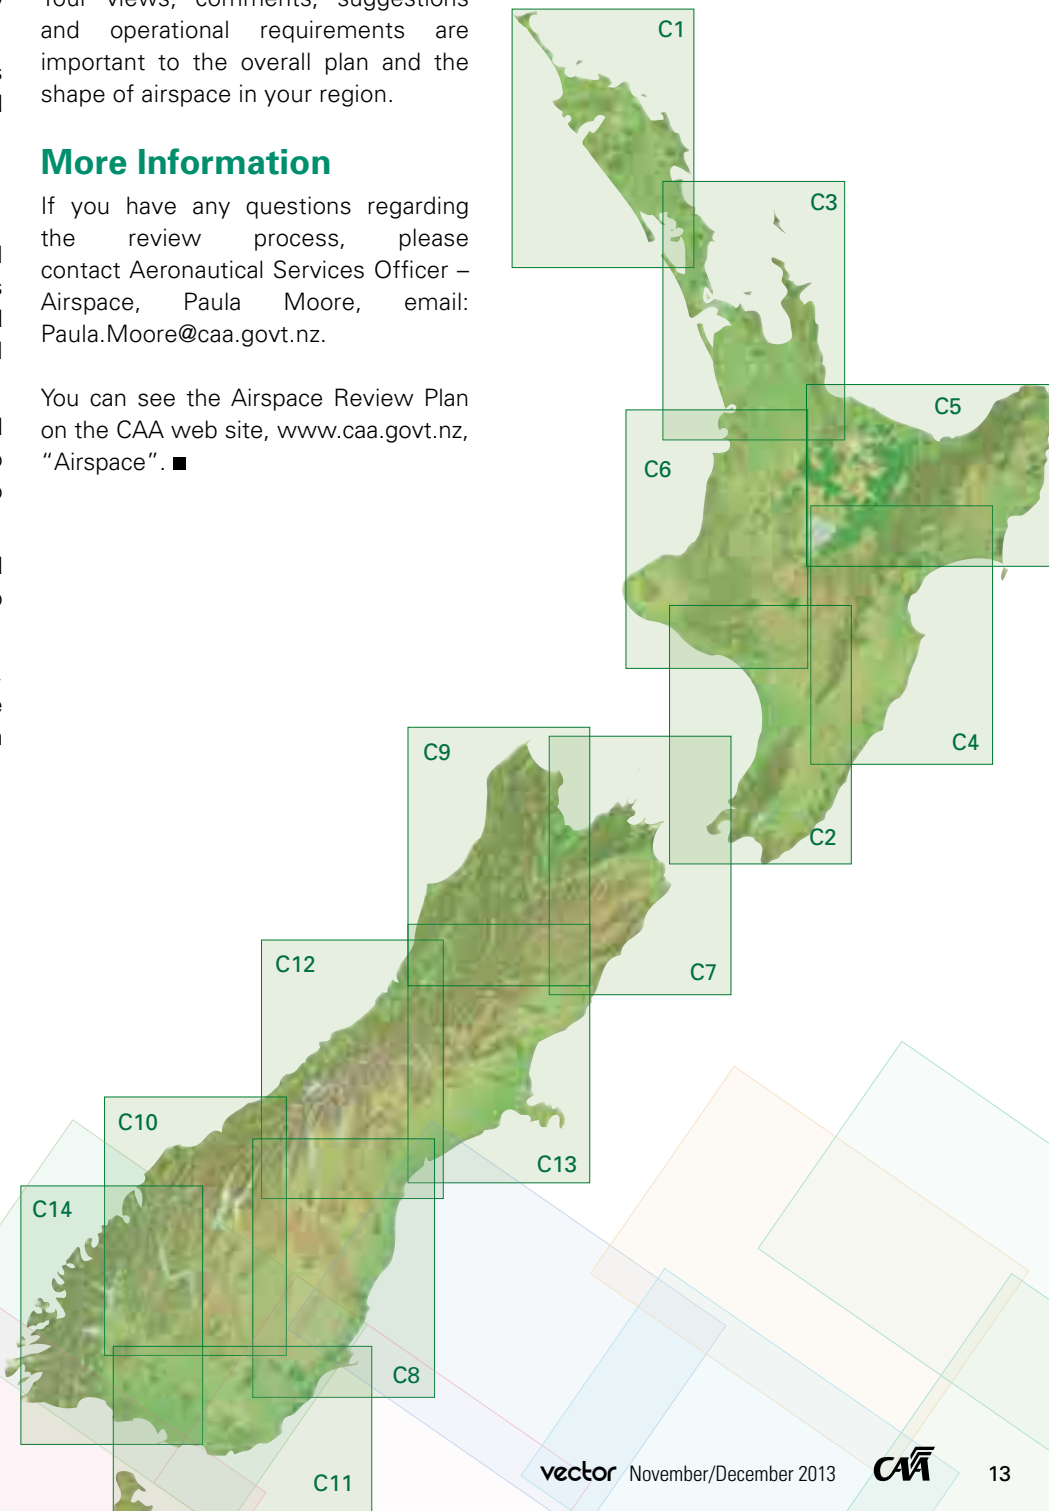 Your views, comments, suggestions
and operational requirements are
important to the overall plan and the
shape of airspace in your region.
More Information
If you have any questions regarding
the review process, please
contact Aeronautical Services Officer –
Airspace, Paula Moore, email:
Paula.Moore@caa.govt.nz.
You can see the Airspace Review Plan
on the CAA web site, www.caa.govt.nz,
“Airspace”. ■
C1
C3
C5
C6
C4
C2
C9
C7
C12
C13
C10
C14
C8
C11
vector November/December 2013 CAA 13